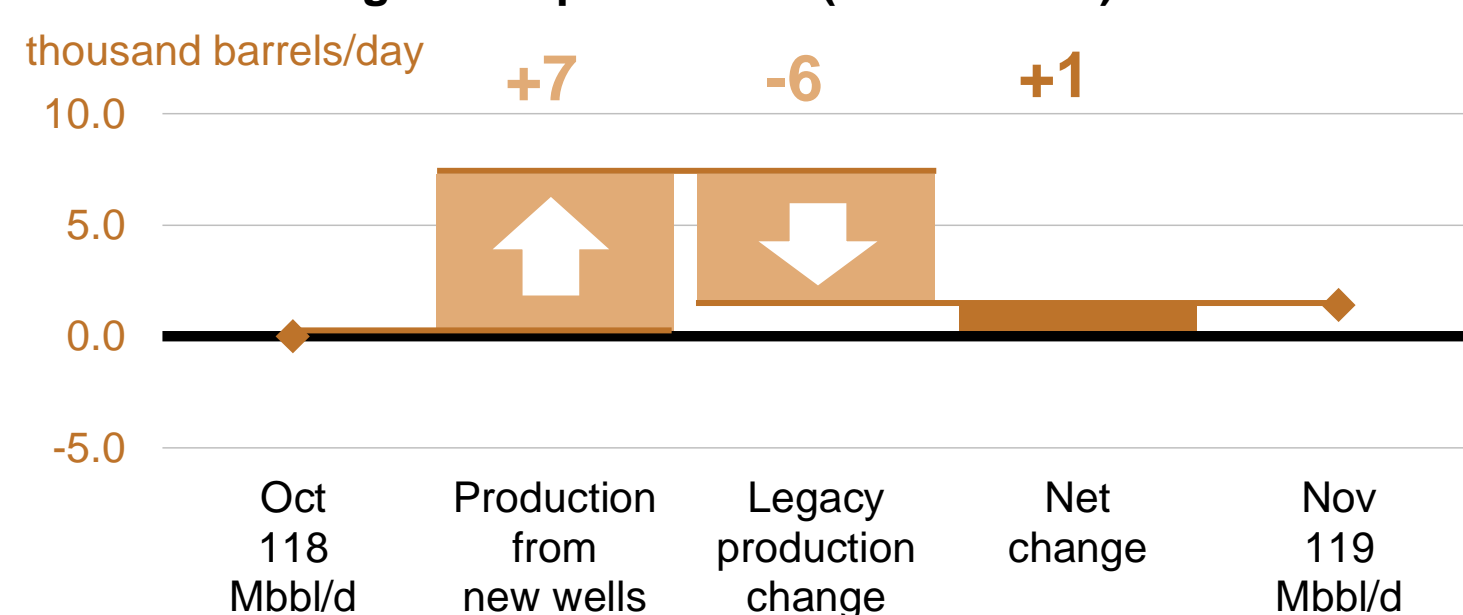 thousand barrels/day
+7 -6 +1
10.0
5.0
0.0
-5.0
Oct
118
Mbbl/d
Production
from
new wells
Legacy
production
change
Net
change
Nov
119
Mbbl/d